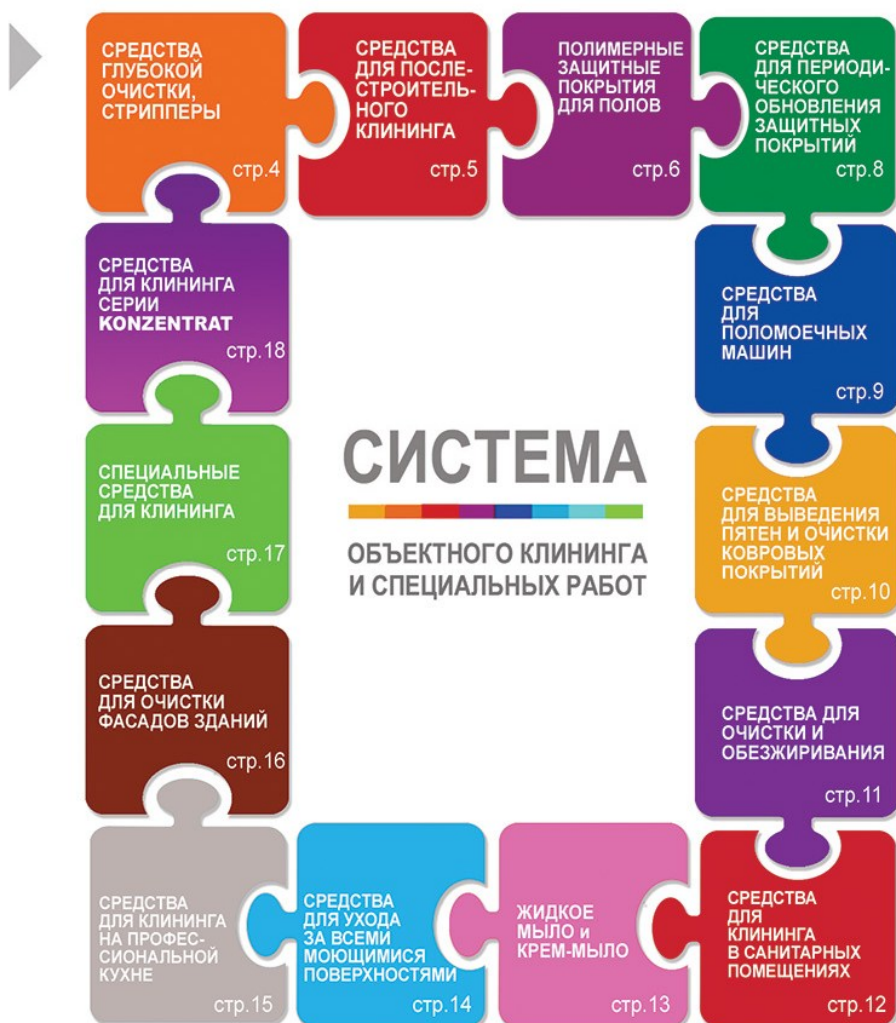 СРЕДСТВА
ГЛУБОКОЙ
ОЧИСТКИ,
СТРИППЕРЫ
стр.4
СРЕДСТВА
ДЛЯ ПОСЛЕ-
СТРОИТЕЛЬ-
НОГО
КЛИНИНГА
стр.5
ПОЛИМЕРНЫЕ
ЗАЩИТНЫЕ
ПОКРЫТИЯ
ДЛЯ ПОЛОВ
стр.6
СРЕДСТВА
ДЛЯ ПЕРИОДИ-
ЧЕСКОГО
ОБНОВЛЕНИЯ
ЗАЩИТНЫХ
ПОКРЫТИЙ
стр.8
СРЕДСТВА
ДЛЯ
ПОЛОМОЕЧНЫХ
МАШИН
стр.9
СРЕДСТВА
ДЛЯ ВЫВЕДЕНИЯ
ПЯТЕН И ОЧИСТКИ
КОВРОВЫХ
ПОКРЫТИЙ
стр.10
СРЕДСТВА ДЛЯ
ОЧИСТКИ И
ОБЕЗЖИРИВАНИЯ
стр.11
СРЕДСТВА
ДЛЯ
КЛИНИНГА
В САНИТАРНЫХ
ПОМЕЩЕНИЯХ
стр.12
ЖИДКОЕ
МЫЛО и
КРЕМ-МЫЛО
стр.13
СРЕДСТВА
ДЛЯ УХОДА
ЗА ВСЕМИ
МОЮЩИМИСЯ
ПОВЕРХНОСТЯМИ
стр.14
СРЕДСТВА
ДЛЯ КЛИНИНГА
НА ПРОФЕС-
СИОНАЛЬНОЙ
КУХНЕ
стр.15
СРЕДСТВА
ДЛЯ ОЧИСТКИ
ФАСАДОВ ЗДАНИЙ
стр.16
СПЕЦИАЛЬНЫЕ
СРЕДСТВА
ДЛЯ КЛИНИНГА
стр.17
СРЕДСТВА
ДЛЯ КЛИНИНГА
СЕРИИ
KONZENTRAT
стр.18
СИСТЕМА
ОБЪЕКТНОГО КЛИНИНГА
И СПЕЦИАЛЬНЫХ РАБОТ